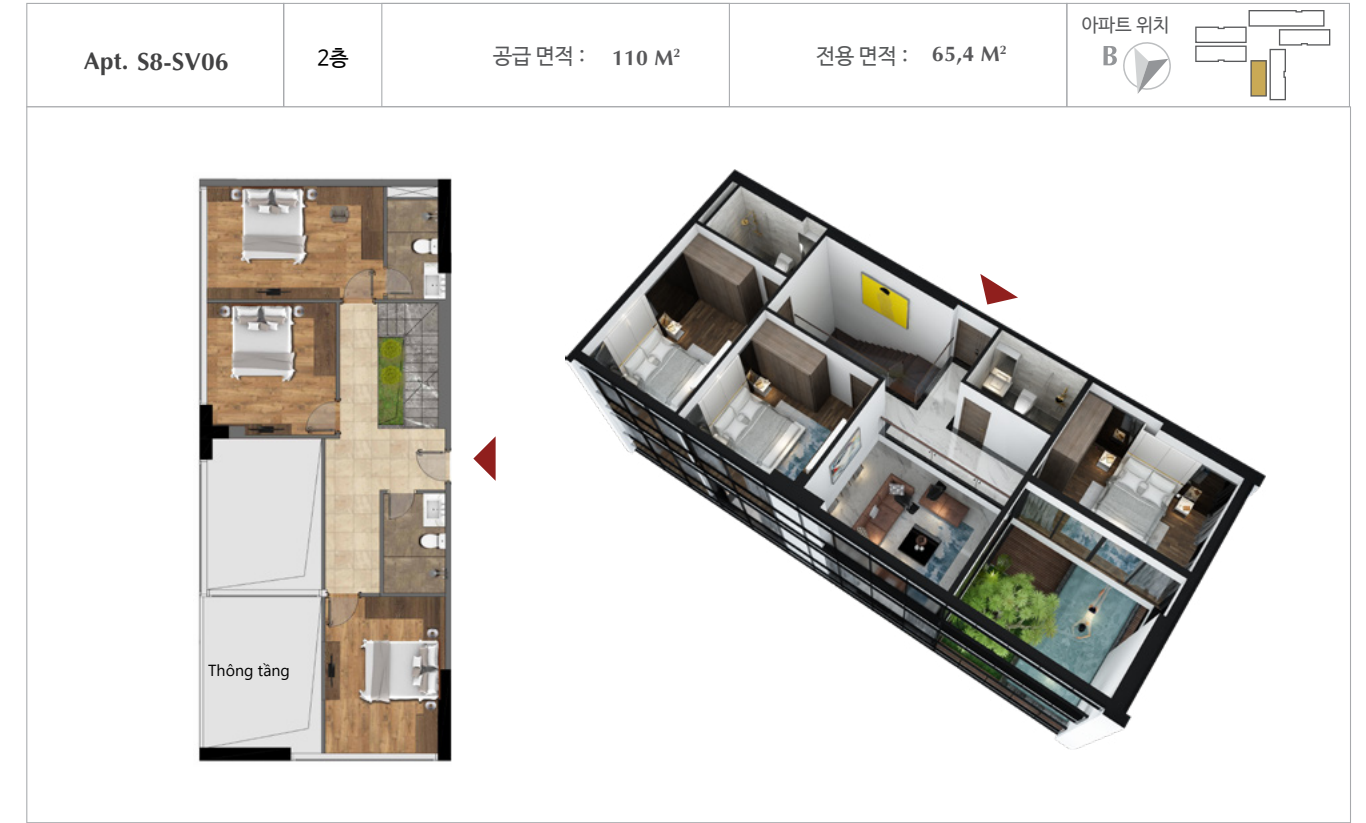 Apt. S8-SV06
2층
공급 면적 : 110 M²
전용 면적 : 65,4 M²
아파트 위치
B
Thông tầng